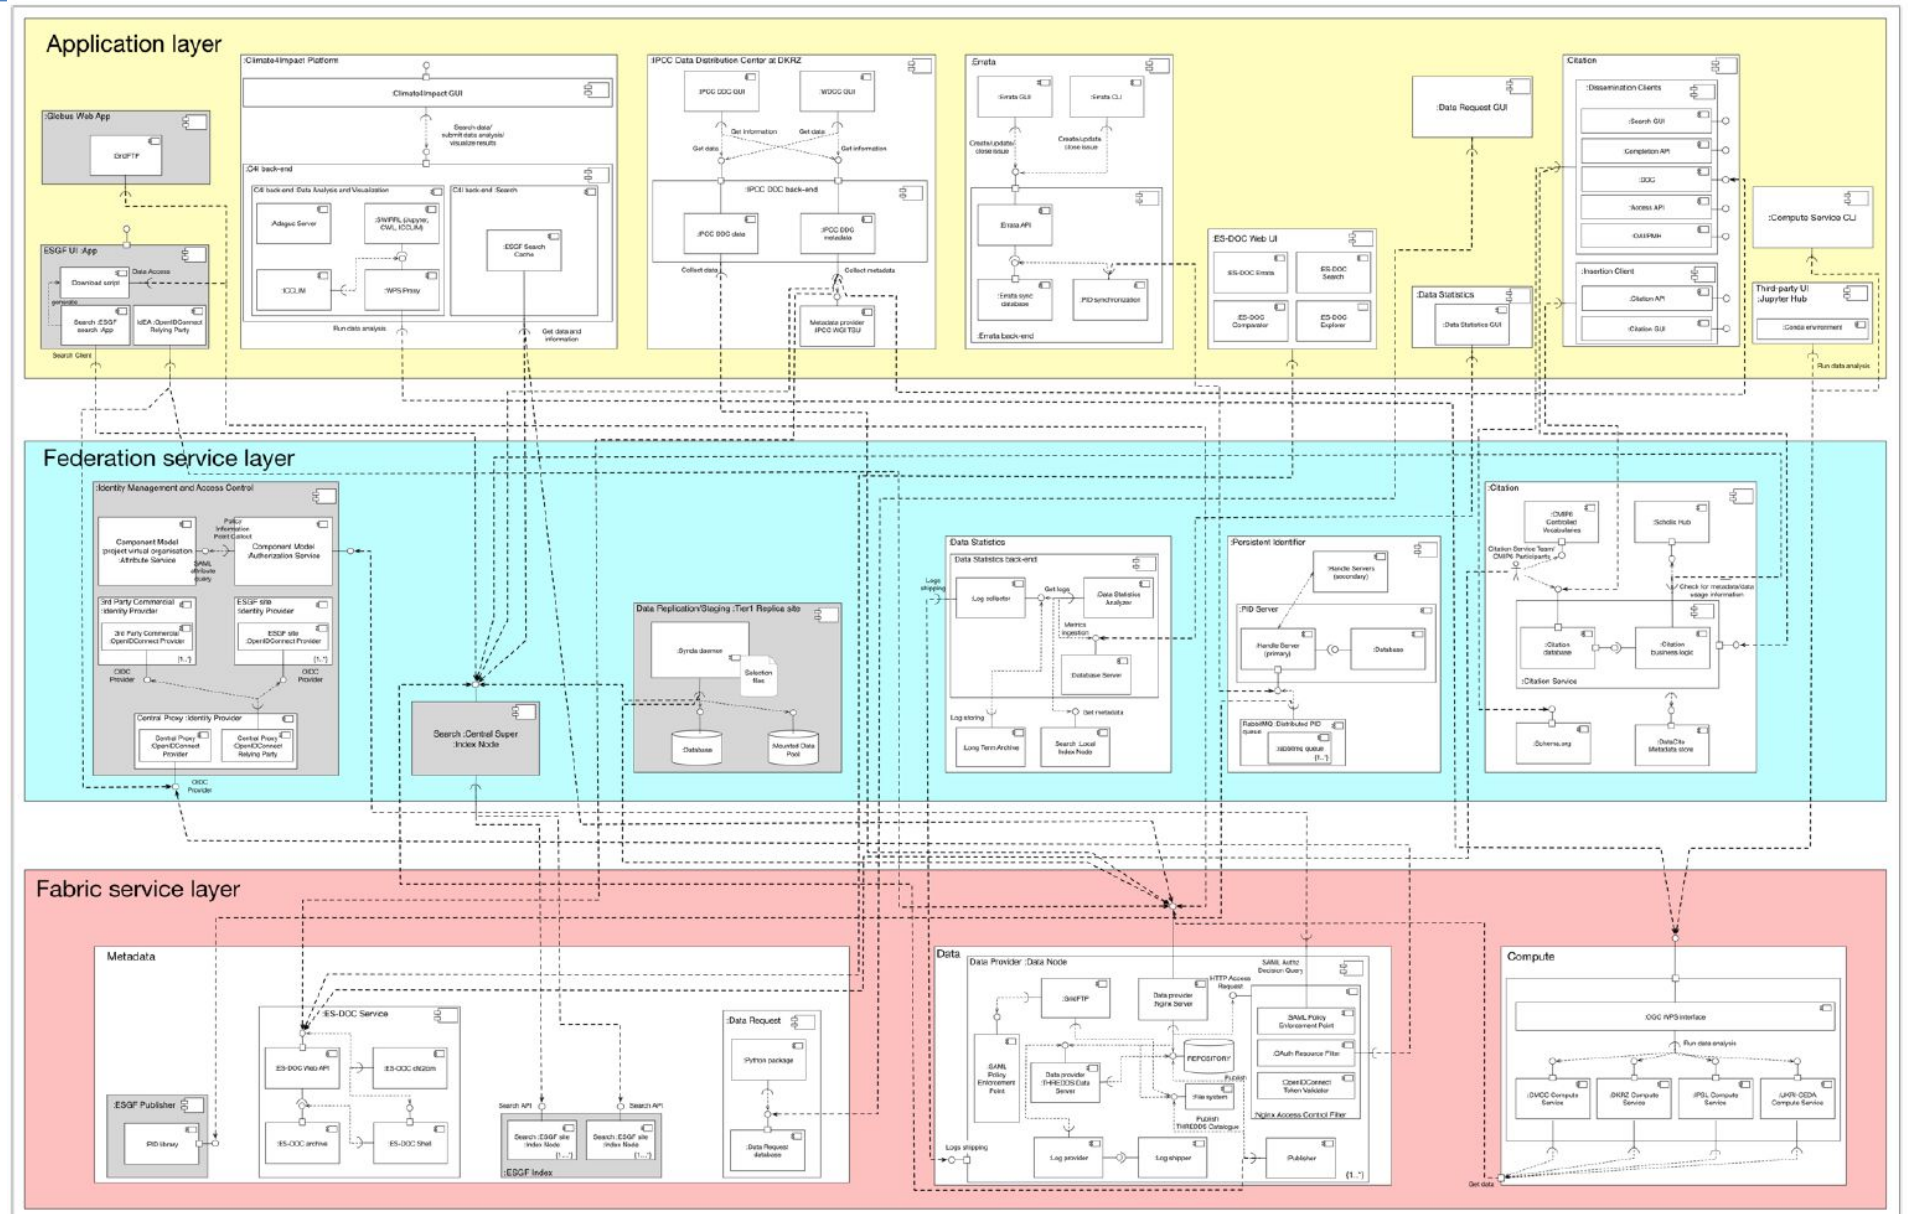 Application layer
:Globus Web App
:GridFTP
ESGF UI :App
Data Access
Download script
generate
Search :ESGF
search :App
IdEA :OpenIDConnect
Relying Party
Search Client
:Climate4Impact Platform
:Climate4Impact GUI
Search data/
submit data analysis/
visualize results
:C4I back-end
C4I back-end :Data Analysis and Visualization
C4I back-end :Search
:Adagus Server
:SWIRRL (Jupyter,
CWL, ICCLIM)
:ICCLIM
:WPS Proxy
:ESGF Search
Cache
Run data analysis
Get data and
information
:IPCC Data Distribution Center at DKRZ
:IPCC DDC GUI
:WDCC GUI
Get information
Get data
Get data
Get information
:IPCC DDC back-end
:IPCC DDC data
:IPCC DDC
metadata
Collect data
Collect metadata
Metadata provider
:IPCC WGI TSU
:Errata
:Errata GUI
:Errata CLI
Create/update/
close issue
Create/update
close issue
:Errata API
:Errata sync
database
:PID synchronization
:Errata back-end
:ES-DOC Web UI
:ES-DOC Errata
:ES-DOC
Search
:ES-DOC
Comparator
:ES-DOC
Explorer
:Data Request GUI
:Data Statistics
:Data Statistics GUI
:Citation
:Dissemination Clients
:Search GUI
:Completion API
:DDC
:Access API
:OAI/PMH
:Insertion Client
:Citation API
:Citation GUI
:Compute Service CLI
Third-party UI
:Jupyter Hub
:Conda environment
Run data analysis
Federation service layer
:Identity Management and Access Control
Component Model
:project virtual organisation
:Attribute Service
Policy
Information
Point Callout
SAML
attribute
query
Component Model
:Authorization Service
3rd Party Commercial
:Identity Provider
3rd Party Commercial
:OpenIDConnect Provider
{1..*}
ESGF site
:Identity Provider
ESGF site
:OpenIDConnect Provider
{1..*}
OIDC
Provider
OIDC
Provider
Central Proxy :Identity Provider
Central Proxy
:OpenIDConnect
Provider
Central Proxy
:OpenIDConnect
Relying Party
OIDC
Provider
Search :Central Super
:Index Node
Data Replication/Staging :Tier1 Replica site
:Synda daemon
Selection
files
:Database
Mounted Data
Pool
:Data Statistics
Data Statistics back-end
Logs
shipping
Log collector
Get logs
:Data Statistics
Analyzer
Metrics
ingestion
:Database Server
Log storing
Get metadata
:Long Term Archive
Search :Local
Index Node
:Persistent Identifier
:Handle Servers
(secondary)
:PID Server
:Handle Server
(primary)
:Database
RabbitMQ :Distributed PID
queue
:rabbitmq queue
{1..*}
:Citation
:CMIP6
Controlled
Vocabularies
:Scholix Hub
Citation Service Team/
CMIP6 Participants
Check for metadata/data
usage information
:Citation
database
:Citation
business logic
:Citation Service
:Schema.org
:DataCite
Metadata store
Fabric service layer
Metadata
:ESGF Publisher
:PID library
:ES-DOC Service
:ES-DOC Web API
:ES-DOC archive
:ES-DOC Shell
Search API
Search API
Search :ESGF site
:Index Node
{1...*}
Search :ESGF site
:Index Node
{1...*}
:ESGF Index
:Data Request
:Python package
:Data Request
database
Data
Data Provider :Data Node
SAML Authz
Decision Query
HTTP Access
Request
:GridFTP
Data provider
:Nginx Server
:SAML
Policy
Enforcement
Point
Data provider
:THREDDS Data
Server
REPOSITORY
Publish
:File system
Publish
THREDDS Catalogue
:SAML Policy
Enforcement Point
:OAuth Resource Filter
:OpenIDConnect
Token Validator
:Nginx Access Control Filter
Logs shipping
:Log provider
:Log shipper
:Publisher
{1..*}
Compute
:OGC WPS Interface
Run data analysis
:CMCC Compute
Service
:DKRZ Compute
Service
:IPSL Compute
Service
:UKRI-CEDA
Compute Service
Get data